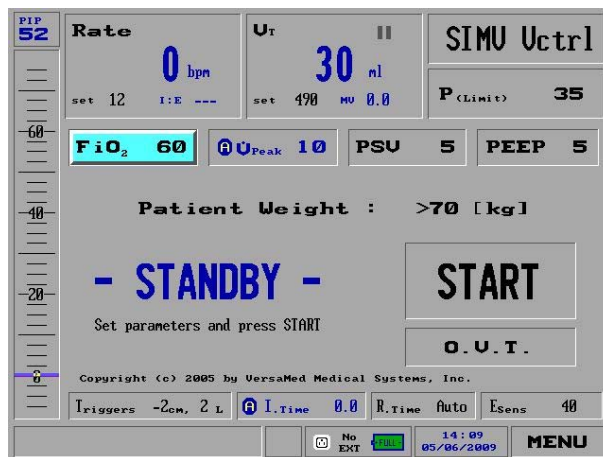 PIP
52
Rate
0 bpm
set 12 I:E ---
VT
30 ml
set 490 MV 0.0
SIMV Vctrl
P(Limit) 35
60
FiO2 60
A VPeak 10
PSV 5
PEEP 5
40
Patient Weight : >70 [kg]
20
- STANDBY -
START
Set parameters and press START
O.V.T.
0
Copyright (c) 2005 by VersaMed Medical Systems, Inc.
Triggers -2cm, 2 L
A I.Time 0.0
R.Time Auto
Esens 40
No
EXT
FULL
14:09
05/06/2009
MENU